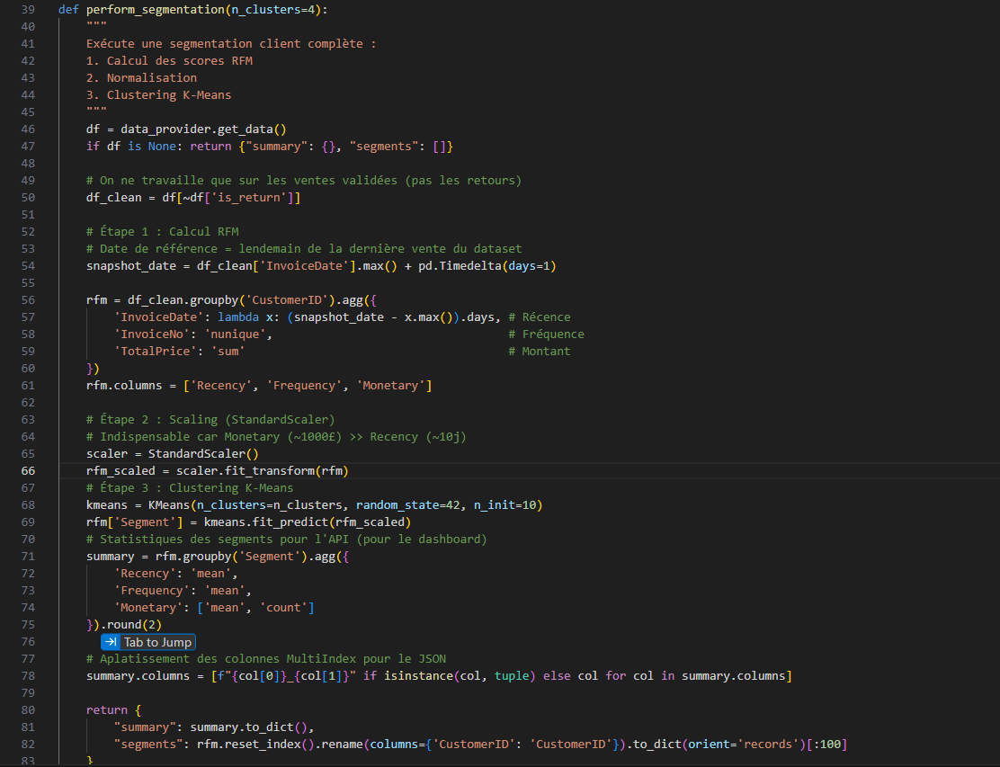 39 def perform_segmentation(n_clusters=4):
40     """
41     Exécute une segmentation client complète :
42     1. Calcul des scores RFM
43     2. Normalisation
44     3. Clustering K-Means
45     """
46     df = data_provider.get_data()
47     if df is None: return {"summary": {}, "segments": []}
48
49     # On ne travaille que sur les ventes validées (pas les retours)
50     df_clean = df[~df['is_return']]
51
52     # Étape 1 : Calcul RFM
53     # Date de référence = lendemain de la dernière vente du dataset
54     snapshot_date = df_clean['InvoiceDate'].max() + pd.Timedelta(days=1)
55
56     rfm = df_clean.groupby('CustomerID').agg({
57         'InvoiceDate': lambda x: (snapshot_date - x.max()).days, # Récence
58         'InvoiceNo': 'nunique',                                  # Fréquence
59         'TotalPrice': 'sum'                                      # Montant
60     })
61     rfm.columns = ['Recency', 'Frequency', 'Monetary']
62
63     # Étape 2 : Scaling (StandardScaler)
64     # Indispensable car Monetary (~1000£) >> Recency (~10j)
65     scaler = StandardScaler()
66     rfm_scaled = scaler.fit_transform(rfm)
67     # Étape 3 : Clustering K-Means
68     kmeans = KMeans(n_clusters=n_clusters, random_state=42, n_init=10)
69     rfm['Segment'] = kmeans.fit_predict(rfm_scaled)
70     # Statistiques des segments pour l'API (pour le dashboard)
71     summary = rfm.groupby('Segment').agg({
72         'Recency': 'mean',
73         'Frequency': 'mean',
74         'Monetary': ['mean', 'count']
75     }).round(2)
76       Tab to Jump
77     # Aplatissement des colonnes MultiIndex pour le JSON
78     summary.columns = [f"{col[0]}_{col[1]}" if isinstance(col, tuple) else col for col in summary.columns]
79
80     return {
81         "summary": summary.to_dict(),
82         "segments": rfm.reset_index().rename(columns={'CustomerID': 'CustomerID'}).to_dict(orient='records')[:100]
83     }